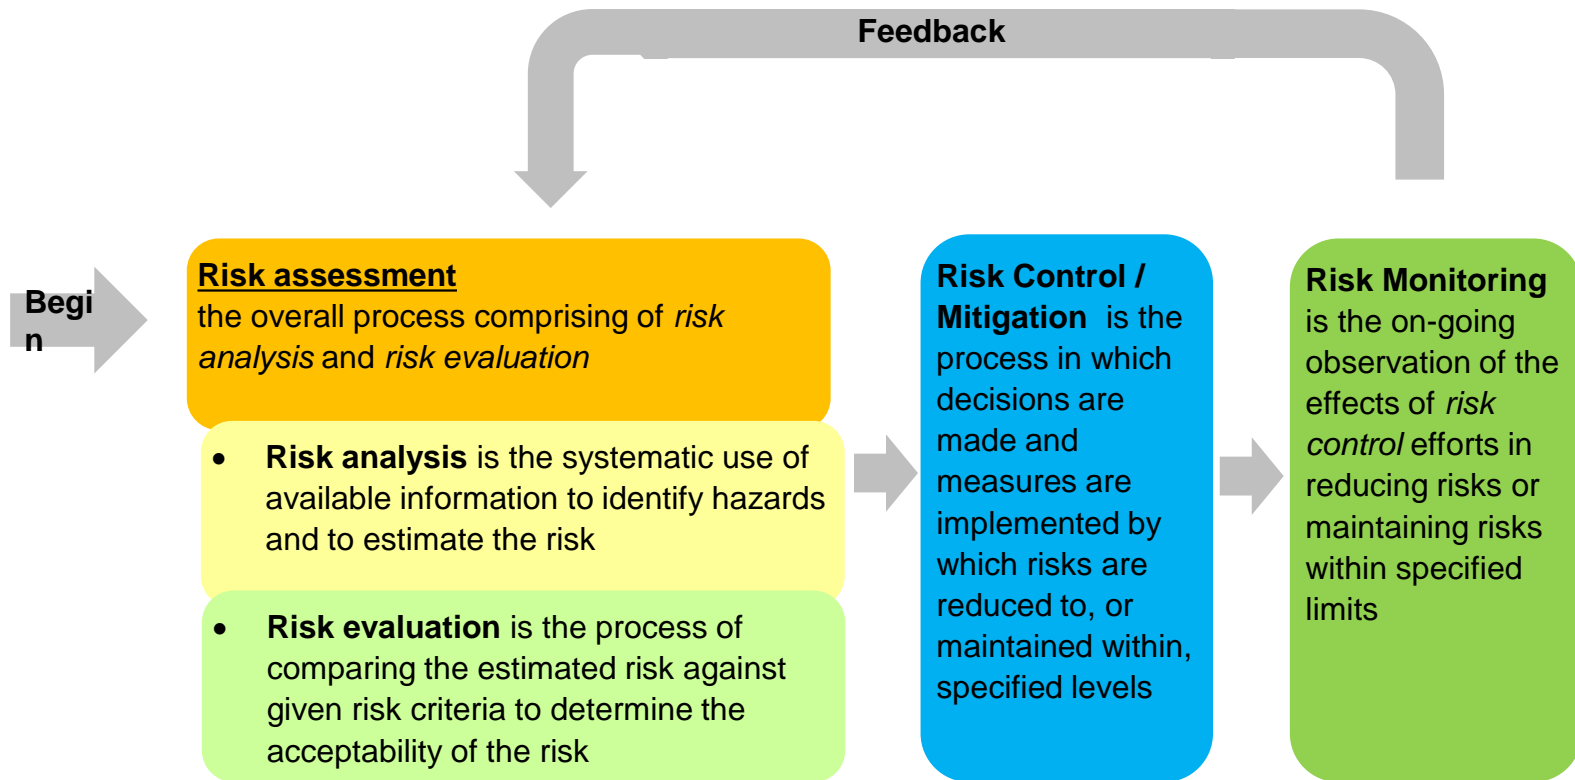 Feedback
Begi
n
Risk assessment
the overall process comprising of risk
analysis and risk evaluation
• Risk analysis is the systematic use of
available information to identify hazards
and to estimate the risk
• Risk evaluation is the process of
comparing the estimated risk against
given risk criteria to determine the
acceptability of the risk
Risk Control /
Mitigation is the
process in which
decisions are
made and
measures are
implemented by
which risks are
reduced to, or
maintained within,
specified levels
Risk Monitoring
is the on-going
observation of the
effects of risk
control efforts in
reducing risks or
maintaining risks
within specified
limits